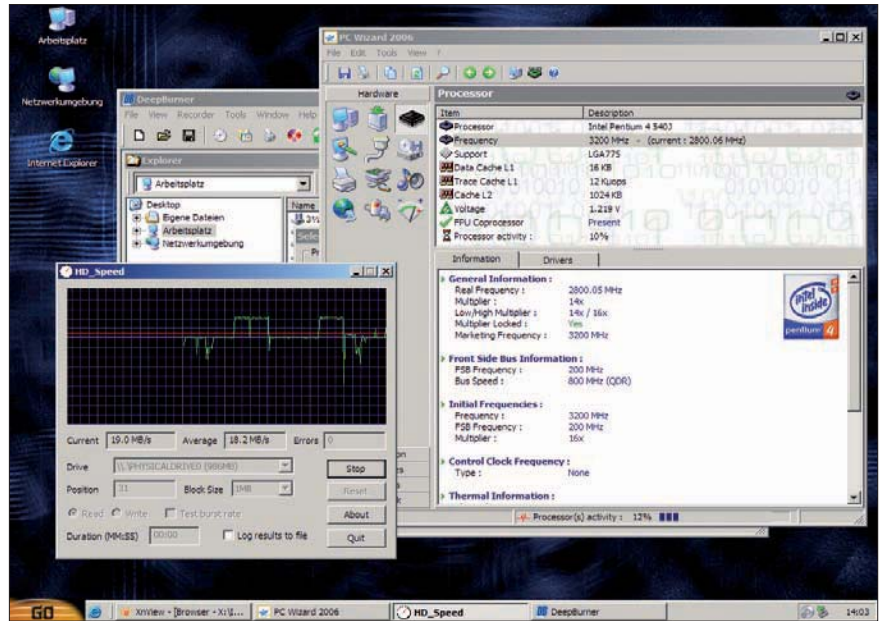 Arbeitsplatz
Netzwerkumgebung
Internet Explorer
DeepBurner
File View Recorder Tools Window Help
Explorer
Arbeitsplatz
Desktop
Eigene Dateien
Arbeitsplatz
Netzwerkumgebung
Name
3½
PC Wizard 2006
File Edit Tools View ?
Hardware
Processor
Item Description
Processor Intel Pentium 4 540J
Frequency 3200 MHz - (current : 2800.06 MHz)
Support LGA775
Data Cache L1 16 KB
Trace Cache L1 12 Kuops
Cache L2 1024 KB
Voltage 1.219 V
FPU Coprocessor Present
Processor activity : 10%
Information Drivers
General Information :
Real Frequency : 2800.05 MHz
Multiplier : 14x
Low/High Multiplier : 14x / 16x
Multiplier Locked : Yes
Marketing Frequency : 3200 MHz
Front Side Bus Information :
FSB Frequency : 200 MHz
Bus Speed : 800 MHz (QDR)
Initial Frequencies :
Frequency : 3200 MHz
FSB Frequency : 200 MHz
Multiplier : 16x
Control Clock Frequency :
Type : None
Thermal Information :
intel inside
pentium 4
Processor(s) activity : 12%
HD_Speed
Current 19.0 MB/s Average 18.2 MB/s Errors 0
Drive \\.\PHYSICALDRIVE0 (986MB) Stop
Position 31 Block Size 1MB Reset
Read Write Test burst rate About
Duration (MM:SS) 00:00 Log results to file Quit
GO
XnView - [Browser - X:\
PC Wizard 2006
HD_Speed
DeepBurner
14:03